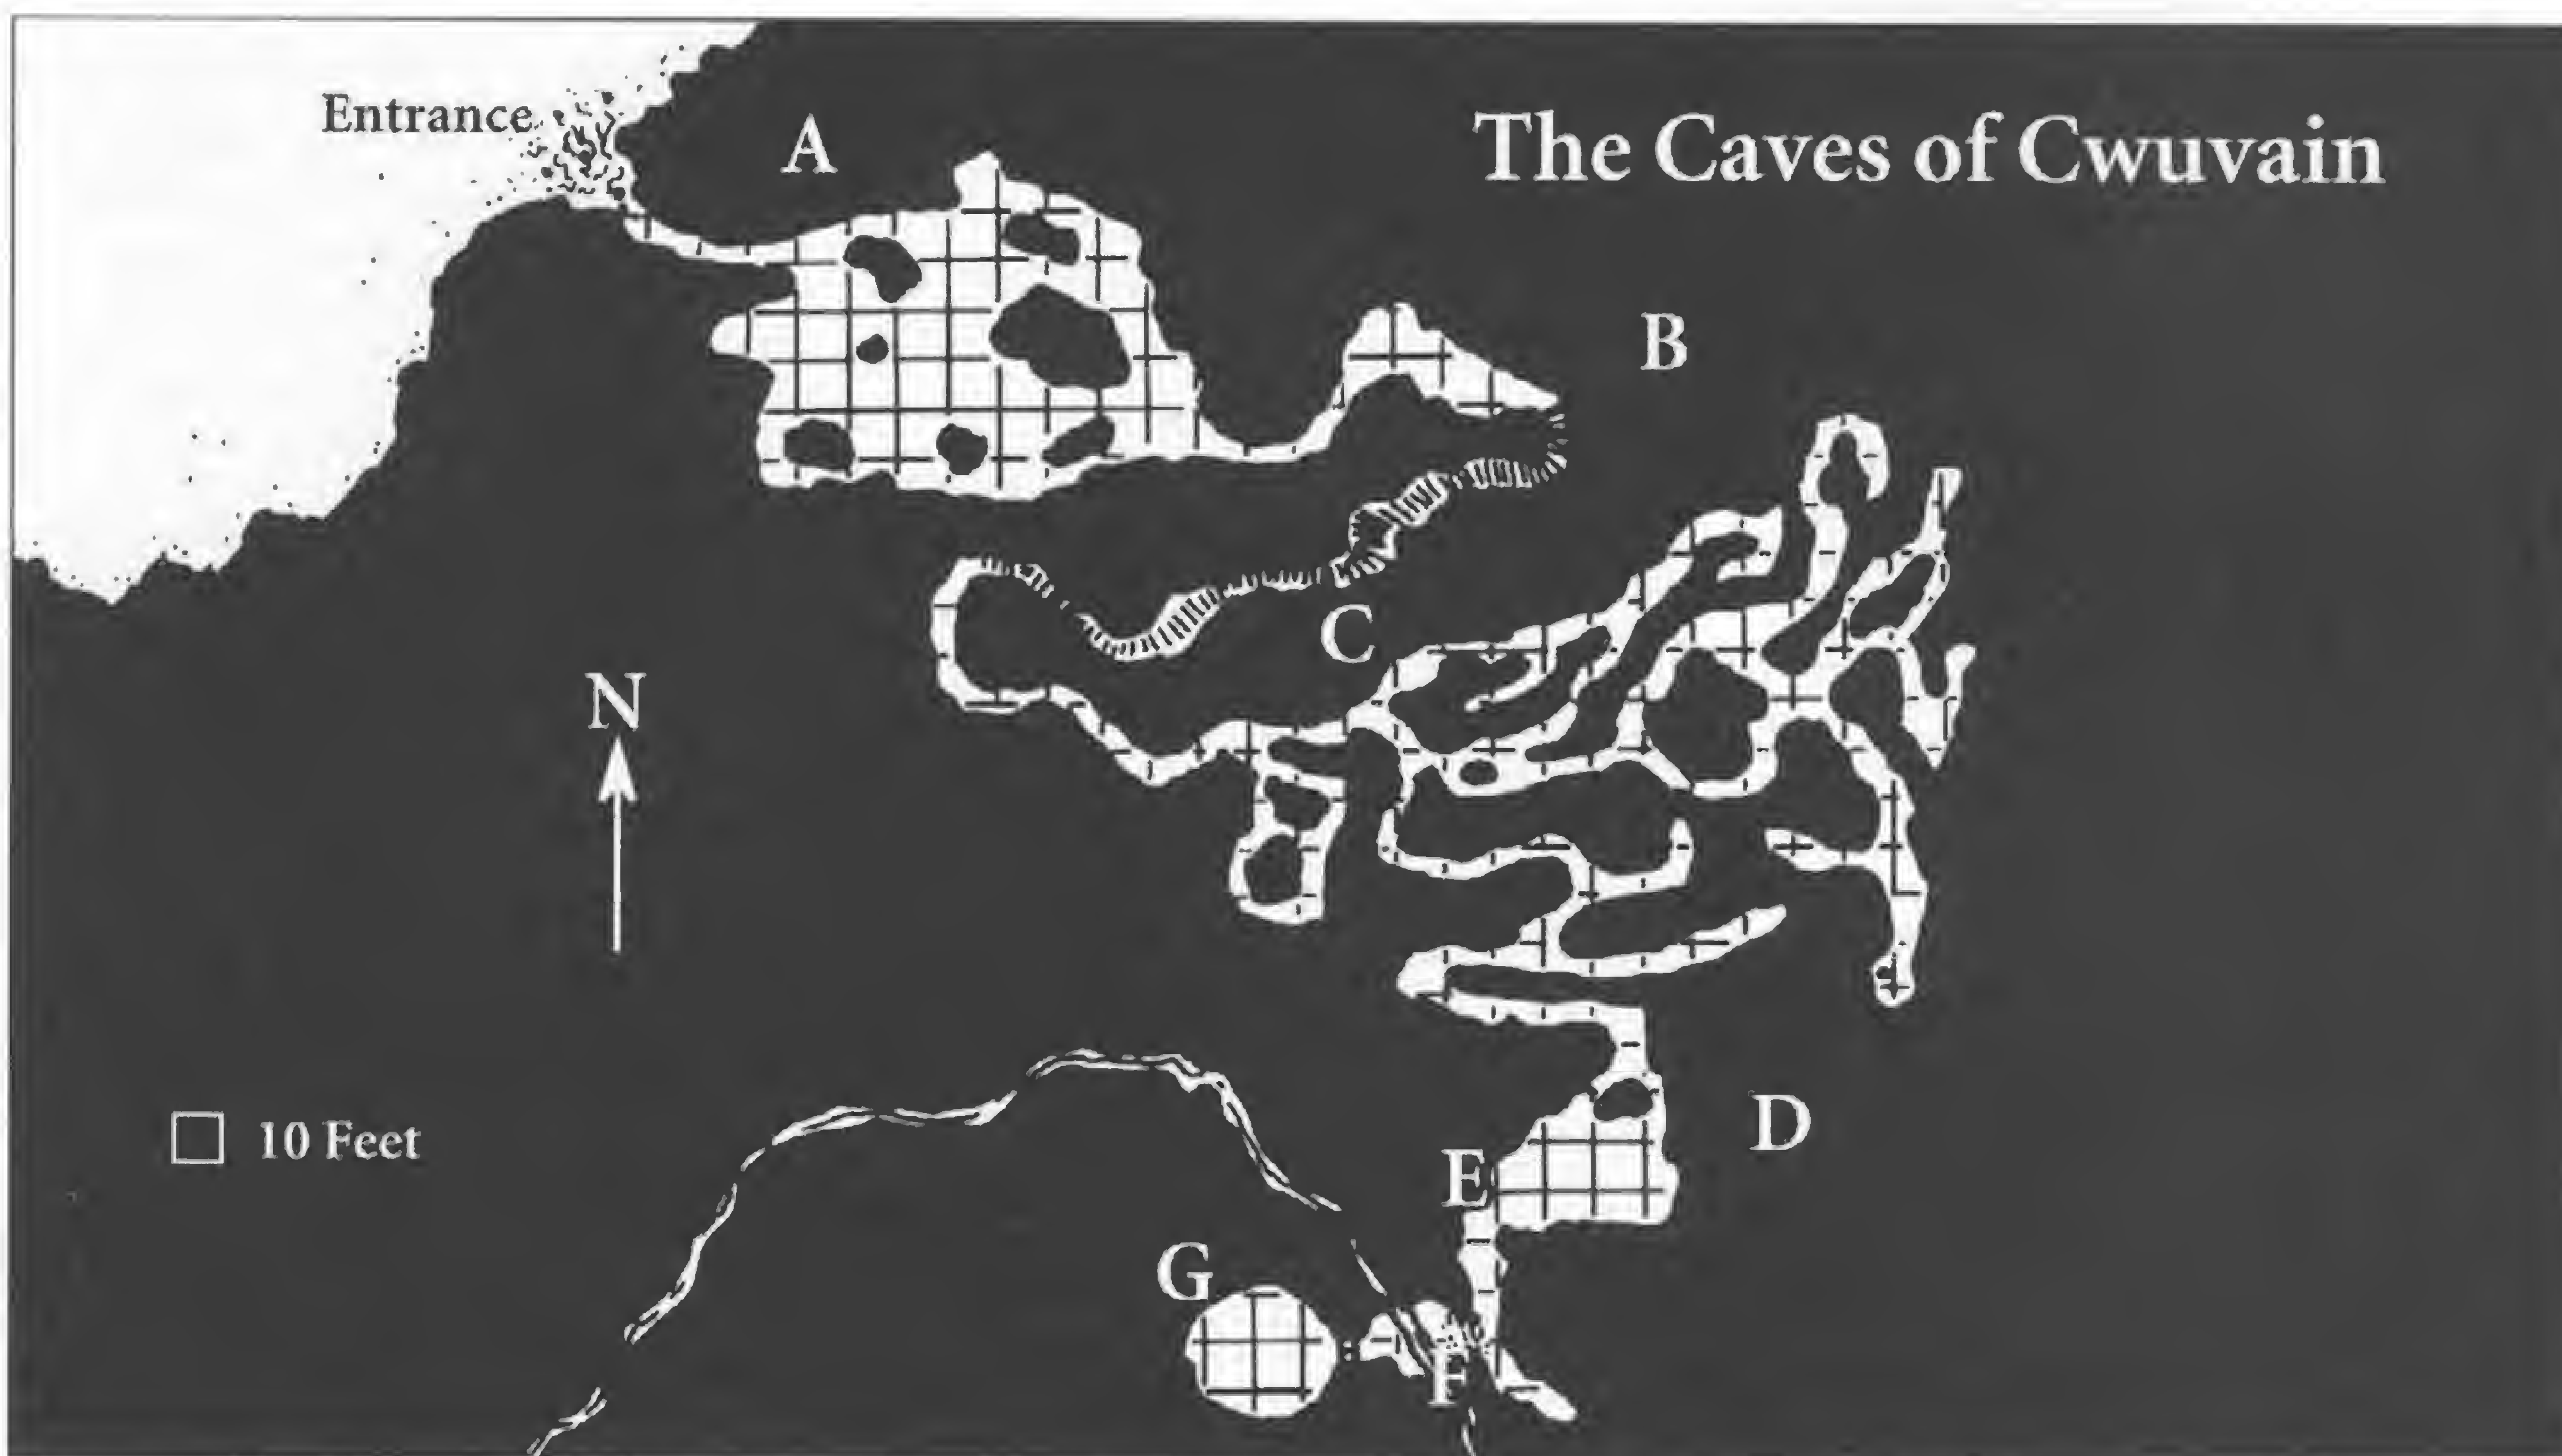 Entrance
A
The Caves of Cwuvain
B
C
N
D
10 Feet
E
G
F